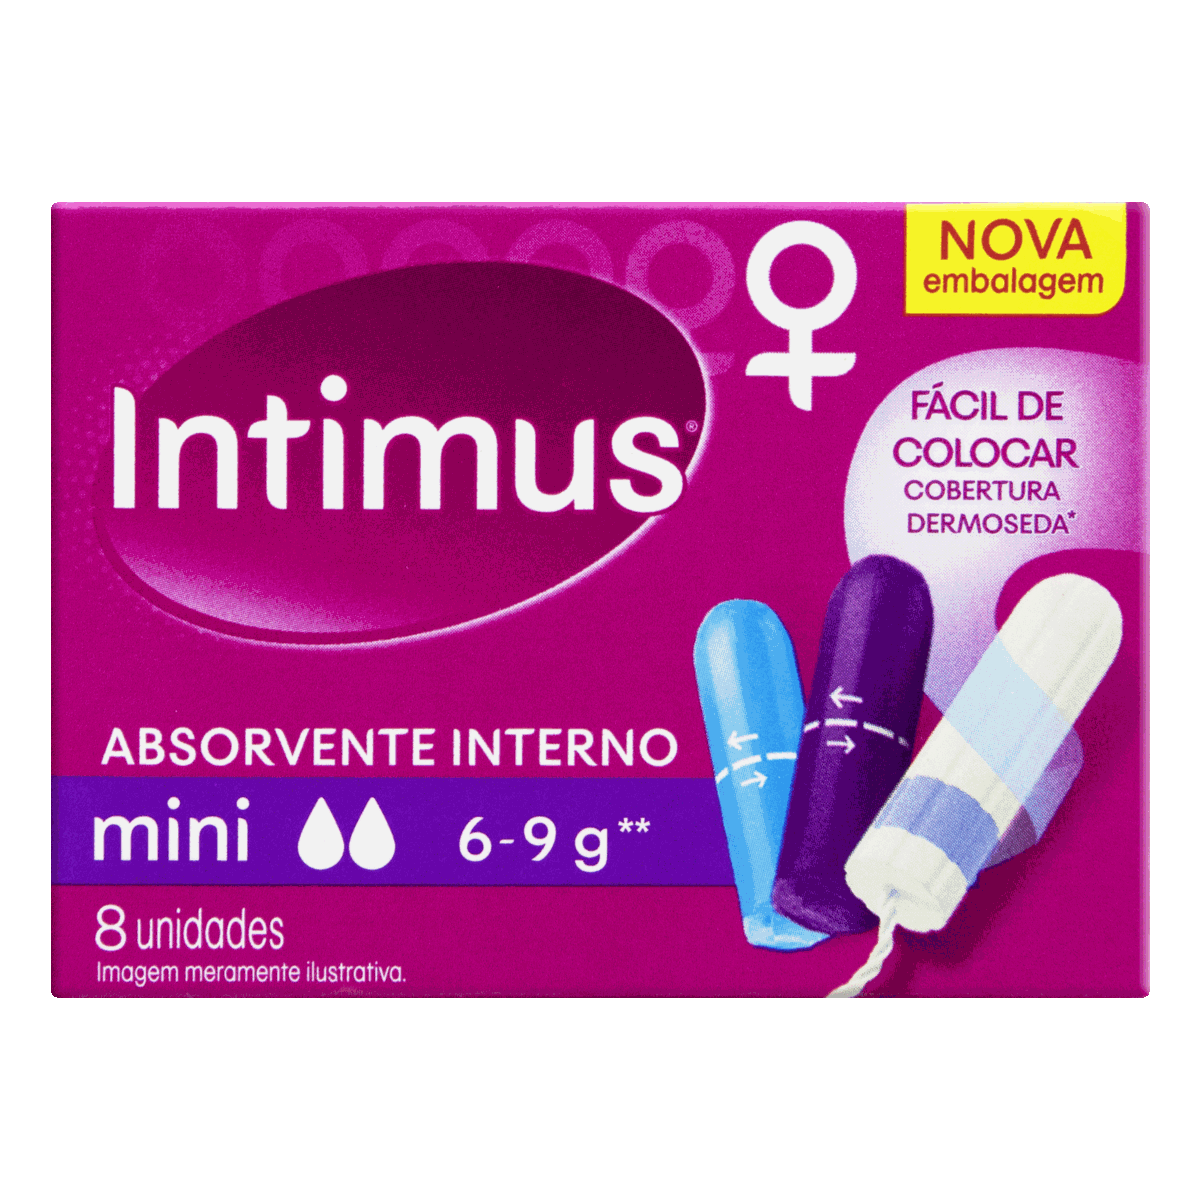 NOVA
embalagem
Intimus®
FÁCIL DE
COLOCAR
COBERTURA
DERMOSEDA*
ABSORVENTE INTERNO
mini 6-9 g**
8 unidades
Imagem meramente ilustrativa.